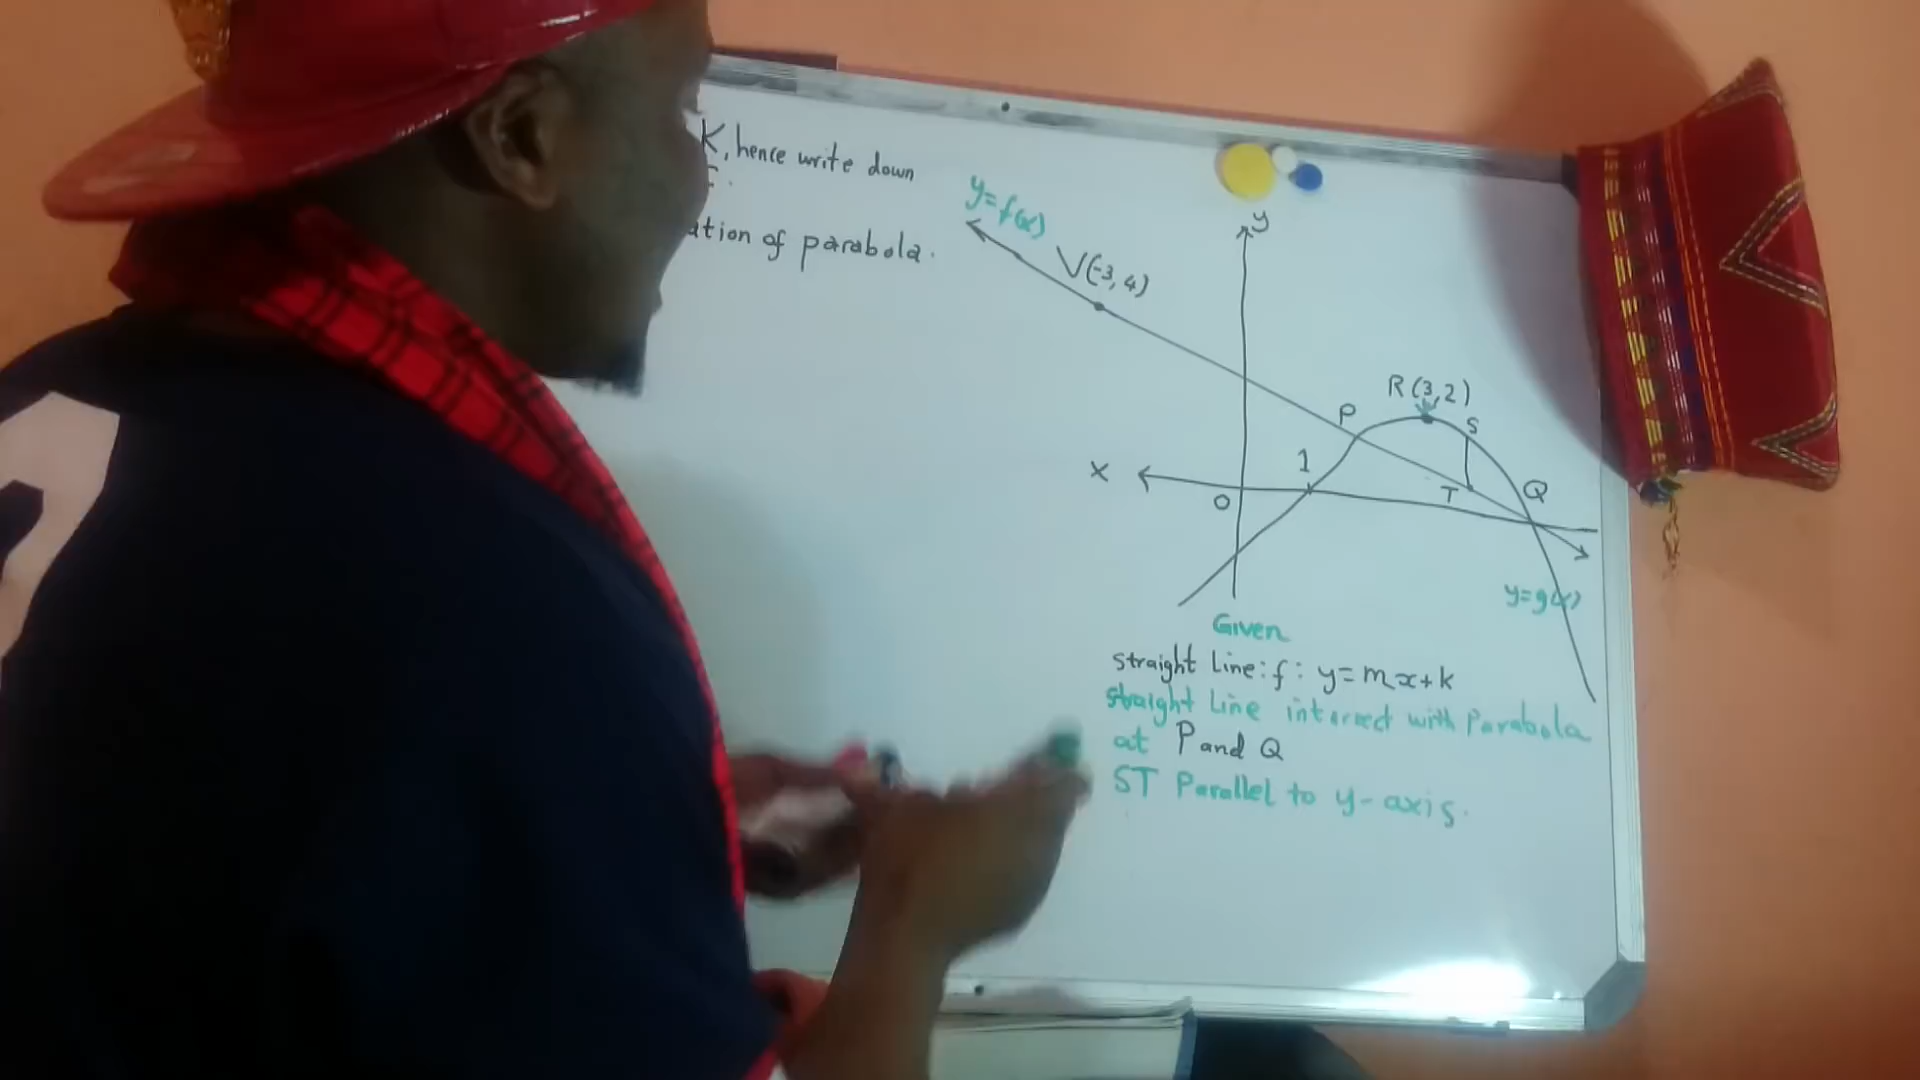 K, hence write down
ation of parabola.
y=f(x)
V(-3,4)
y
R(3,2)
P
S
1
x
O
T
Q
y=g(x)
Given
straight line: f: y=mx+k
straight line intersect with Parabola
at P and Q
ST Parallel to y-axis.